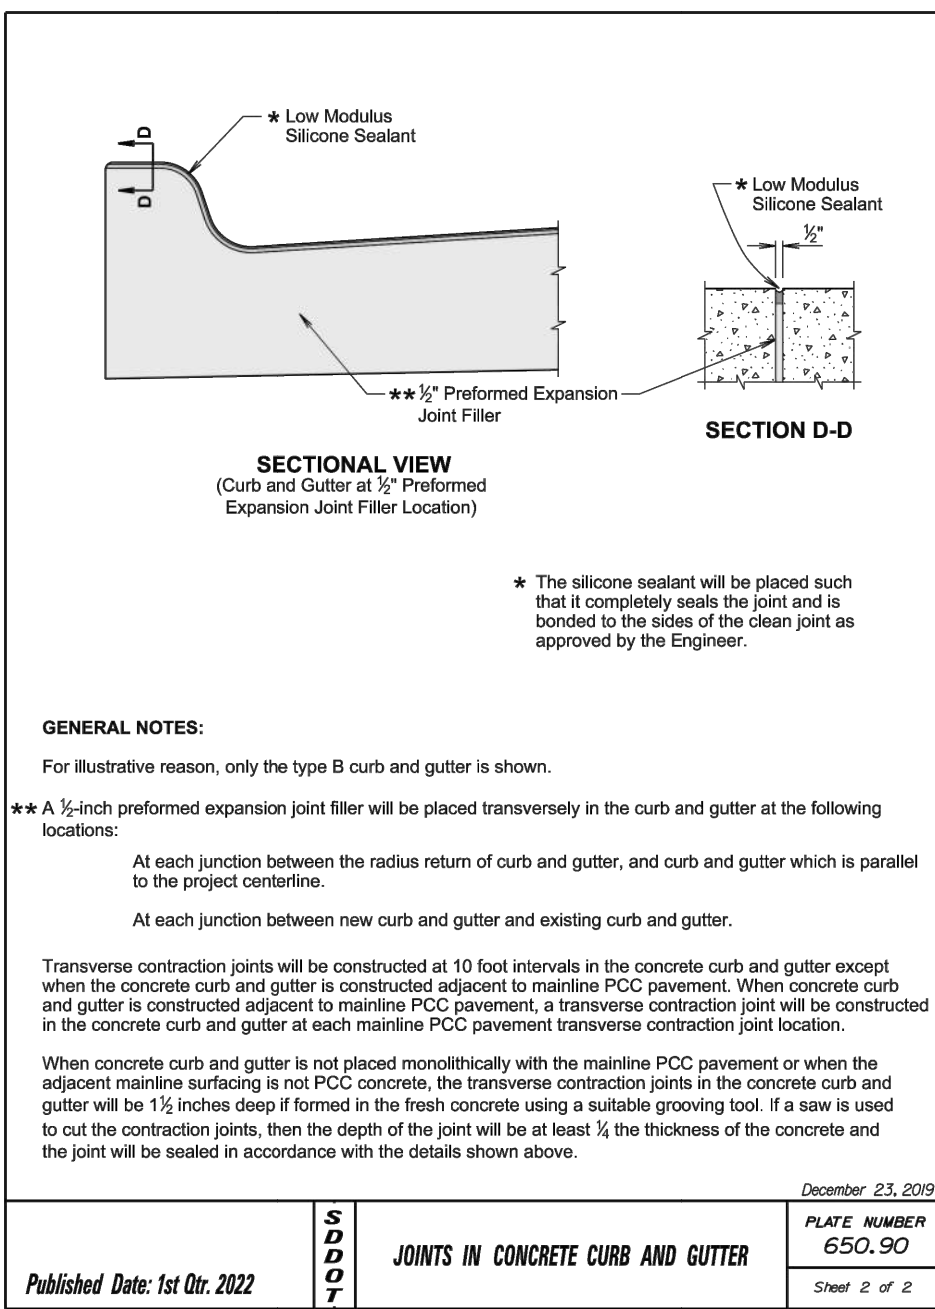 * Low Modulus
Silicone Sealant
D
D
* Low Modulus
Silicone Sealant
½"
** ½" Preformed Expansion
Joint Filler
SECTION D-D
SECTIONAL VIEW
(Curb and Gutter at ½" Preformed
Expansion Joint Filler Location)
* The silicone sealant will be placed such
that it completely seals the joint and is
bonded to the sides of the clean joint as
approved by the Engineer.
GENERAL NOTES:
For illustrative reason, only the type B curb and gutter is shown.
** A ½-inch preformed expansion joint filler will be placed transversely in the curb and gutter at the following
locations:
At each junction between the radius return of curb and gutter, and curb and gutter which is parallel
to the project centerline.
At each junction between new curb and gutter and existing curb and gutter.
Transverse contraction joints will be constructed at 10 foot intervals in the concrete curb and gutter except
when the concrete curb and gutter is constructed adjacent to mainline PCC pavement. When concrete curb
and gutter is constructed adjacent to mainline PCC pavement, a transverse contraction joint will be constructed
in the concrete curb and gutter at each mainline PCC pavement transverse contraction joint location.
When concrete curb and gutter is not placed monolithically with the mainline PCC pavement or when the
adjacent mainline surfacing is not PCC concrete, the transverse contraction joints in the concrete curb and
gutter will be 1½ inches deep if formed in the fresh concrete using a suitable grooving tool. If a saw is used
to cut the contraction joints, then the depth of the joint will be at least ¼ the thickness of the concrete and
the joint will be sealed in accordance with the details shown above.
December 23, 2019
Published Date: 1st Qtr. 2022
S
D
D
O
T
JOINTS IN CONCRETE CURB AND GUTTER
PLATE NUMBER
650.90
Sheet 2 of 2